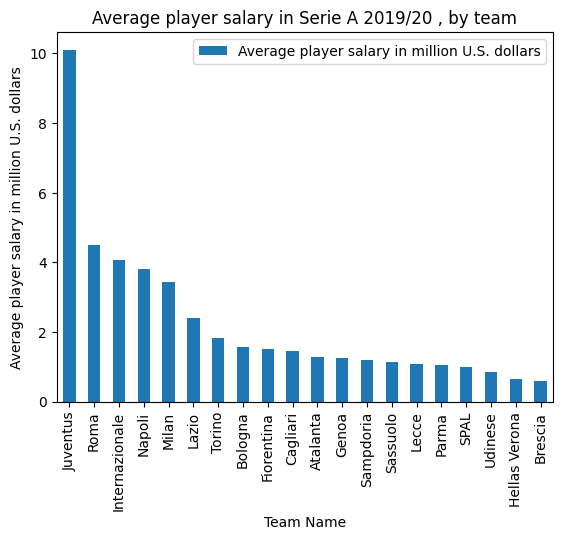 Average player salary in Serie A 2019/20 , by team
Average player salary in million U.S. dollars
Average player salary in million U.S. dollars
10
8
6
4
2
0
Juventus
Roma
Internazionale
Napoli
Milan
Lazio
Torino
Bologna
Fiorentina
Cagliari
Atalanta
Genoa
Sampdoria
Sassuolo
Lecce
Parma
SPAL
Udinese
Hellas Verona
Brescia
Team Name